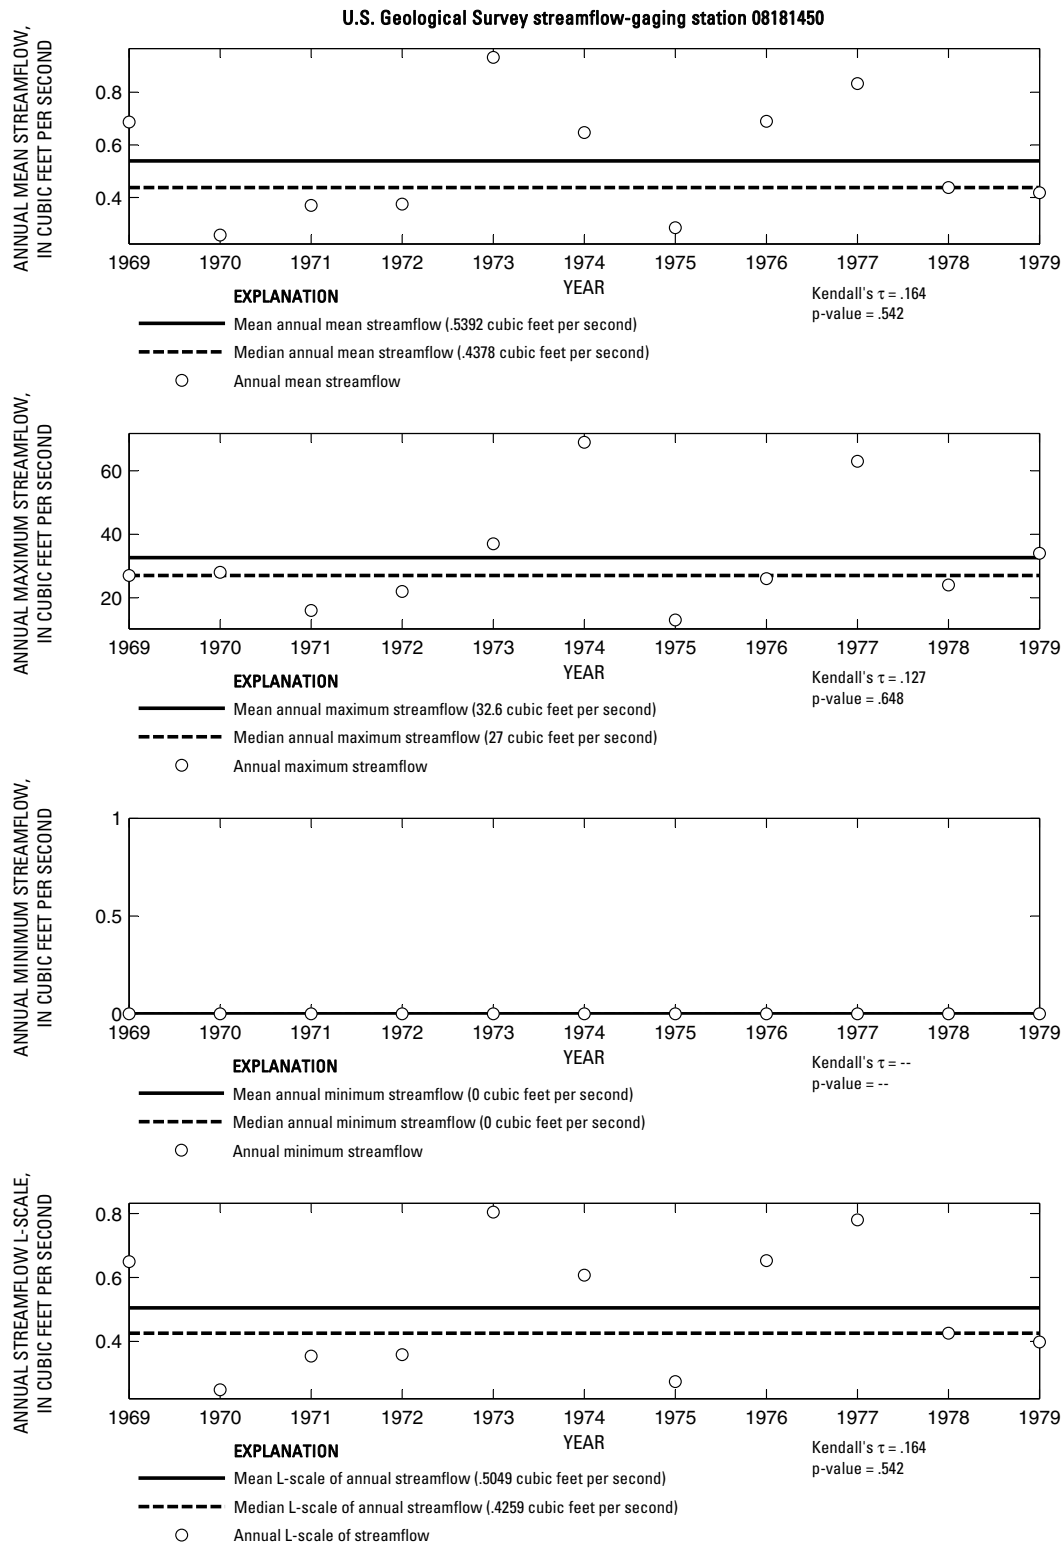 U.S. Geological Survey streamflow-gaging station 08181450
ANNUAL MEAN STREAMFLOW,
IN CUBIC FEET PER SECOND
0.8
0.6
0.4
1969 1970 1971 1972 1973 1974 1975 1976 1977 1978 1979
YEAR
Kendall's τ = .164
p-value = .542
EXPLANATION
Mean annual mean streamflow (.5392 cubic feet per second)
Median annual mean streamflow (.4378 cubic feet per second)
Annual mean streamflow
ANNUAL MAXIMUM STREAMFLOW,
IN CUBIC FEET PER SECOND
60
40
20
1969 1970 1971 1972 1973 1974 1975 1976 1977 1978 1979
YEAR
Kendall's τ = .127
p-value = .648
EXPLANATION
Mean annual maximum streamflow (32.6 cubic feet per second)
Median annual maximum streamflow (27 cubic feet per second)
Annual maximum streamflow
ANNUAL MINIMUM STREAMFLOW,
IN CUBIC FEET PER SECOND
1
0.5
0
1969 1970 1971 1972 1973 1974 1975 1976 1977 1978 1979
YEAR
Kendall's τ = --
p-value = --
EXPLANATION
Mean annual minimum streamflow (0 cubic feet per second)
Median annual minimum streamflow (0 cubic feet per second)
Annual minimum streamflow
ANNUAL STREAMFLOW L-SCALE,
IN CUBIC FEET PER SECOND
0.8
0.6
0.4
1969 1970 1971 1972 1973 1974 1975 1976 1977 1978 1979
YEAR
Kendall's τ = .164
p-value = .542
EXPLANATION
Mean L-scale of annual streamflow (.5049 cubic feet per second)
Median L-scale of annual streamflow (.4259 cubic feet per second)
Annual L-scale of streamflow